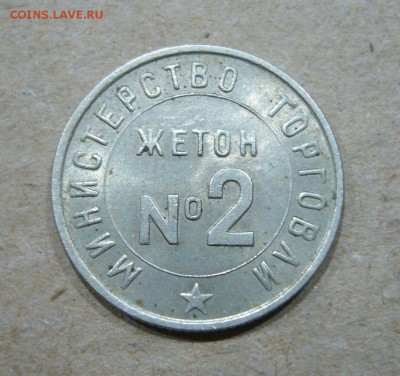 COINS.LAVE.RU
МИНИСТЕРСТВО ТОРГОВЛИ
ЖЕТОН
№2